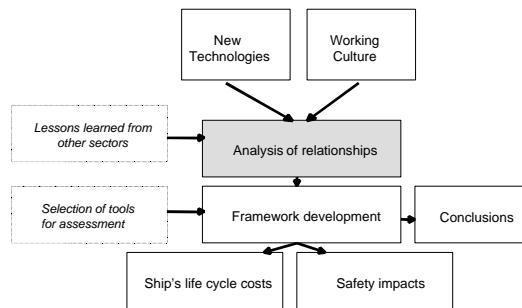 New
Technologies
Working
Culture
Lessons learned from
other sectors
Analysis of relationships
Selection of tools
for assessment
Framework development
Conclusions
Ship's life cycle costs
Safety impacts